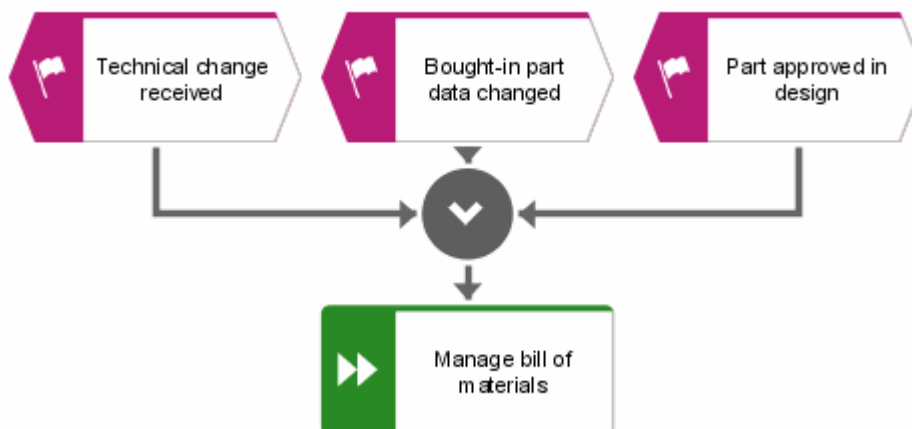 Technical change
received
Bought-in part
data changed
Part approved in
design
Manage bill of
materials